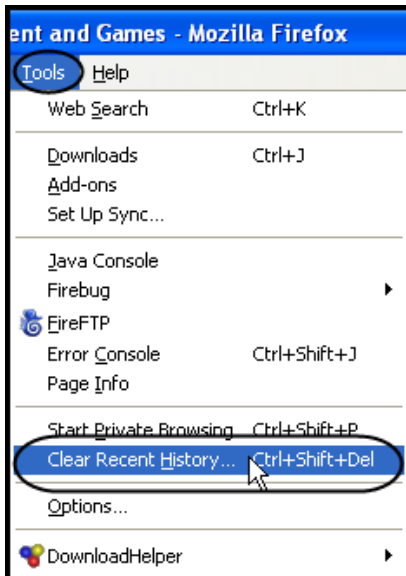 ent and Games - Mozilla Firefox
Tools Help
Web Search Ctrl+K
Downloads Ctrl+J
Add-ons
Set Up Sync...
Java Console
Firebug
FireFTP
Error Console Ctrl+Shift+J
Page Info
Start Private Browsing Ctrl+Shift+P
Clear Recent History... Ctrl+Shift+Del
Options...
DownloadHelper